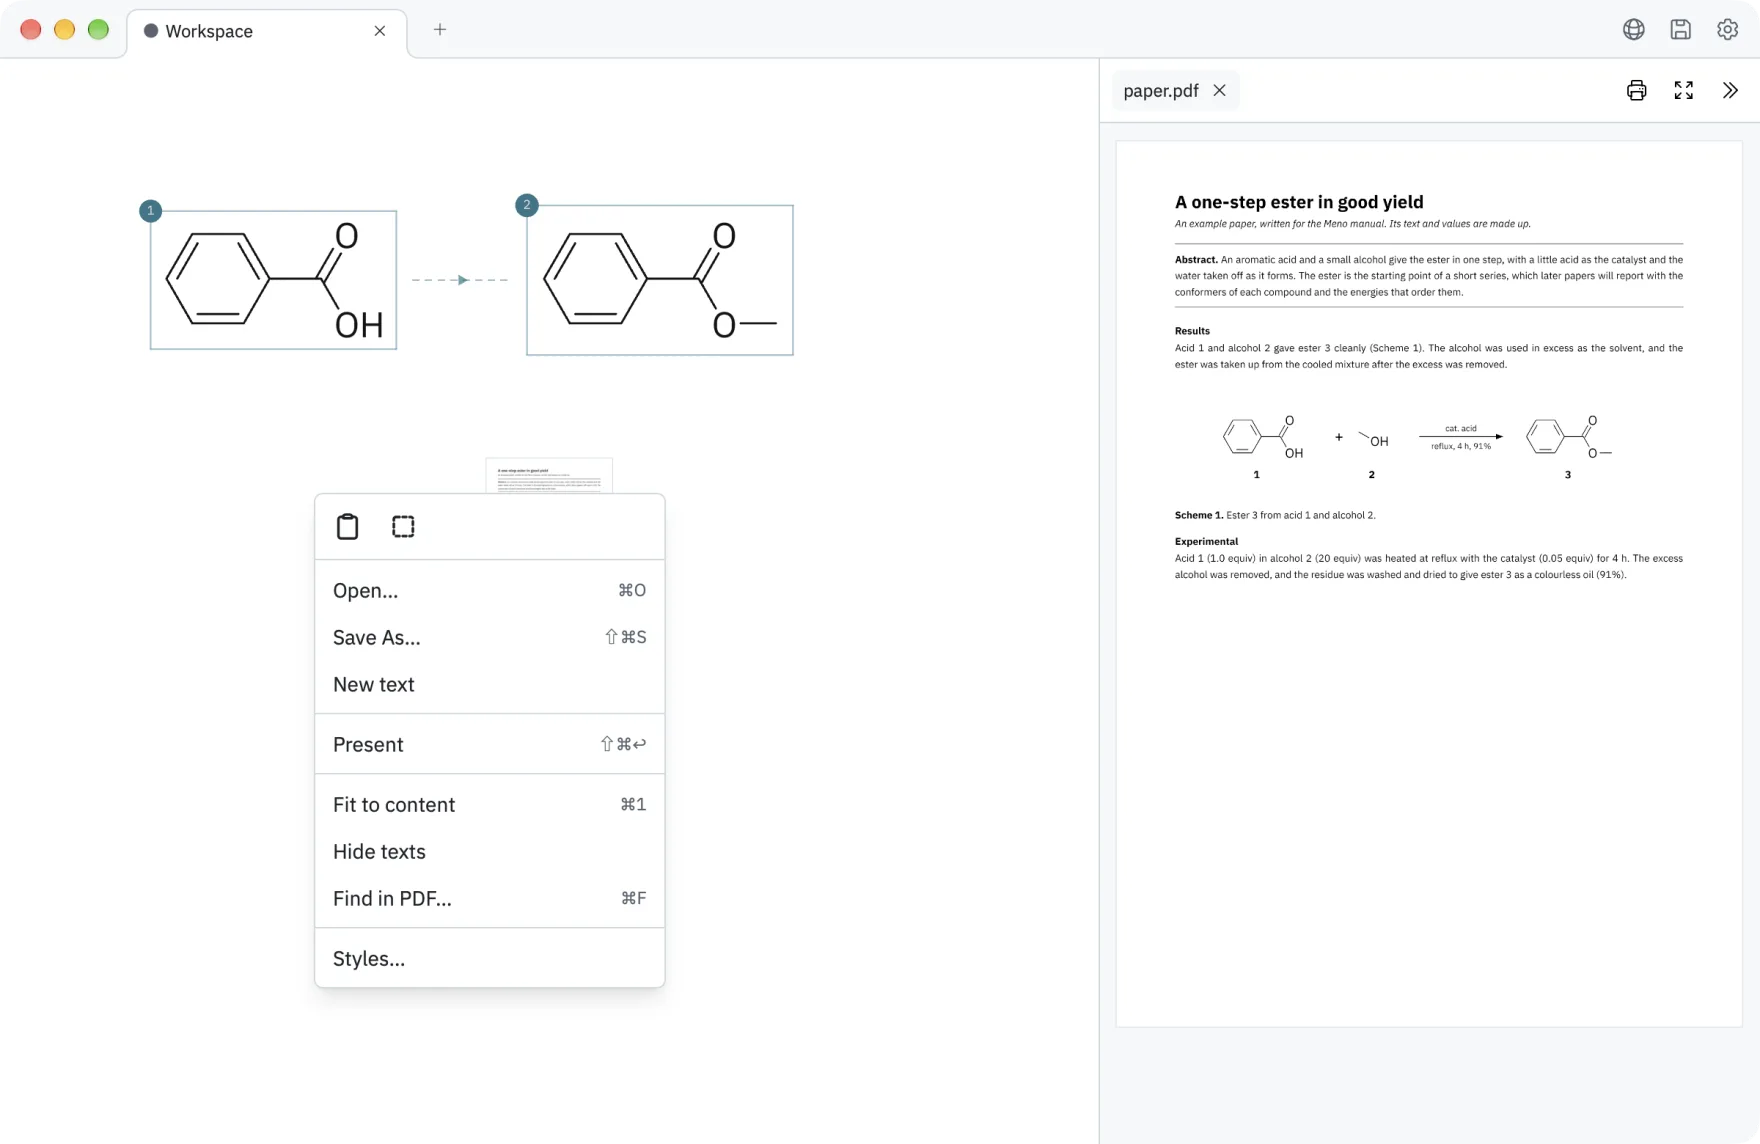 Workspace
paper.pdf
1
O
OH
2
O
O
A one-step ester in good yield
Open...
⌘O
Save As...
⇧⌘S
New text
Present
⇧⌘↩
Fit to content
⌘1
Hide texts
Find in PDF...
⌘F
Styles...
A one-step ester in good yield
An example paper, written for the Meno manual. Its text and values are made up.
Abstract. An aromatic acid and a small alcohol give the ester in one step, with a little acid as the catalyst and the
water taken off as it forms. The ester is the starting point of a short series, which later papers will report with the
conformers of each compound and the energies that order them.
Results
Acid 1 and alcohol 2 gave ester 3 cleanly (Scheme 1). The alcohol was used in excess as the solvent, and the
ester was taken up from the cooled mixture after the excess was removed.
O
OH
+
OH
cat. acid
reflux, 4 h, 91%
O
O
1
2
3
Scheme 1. Ester 3 from acid 1 and alcohol 2.
Experimental
Acid 1 (1.0 equiv) in alcohol 2 (20 equiv) was heated at reflux with the catalyst (0.05 equiv) for 4 h. The excess
alcohol was removed, and the residue was washed and dried to give ester 3 as a colourless oil (91%).